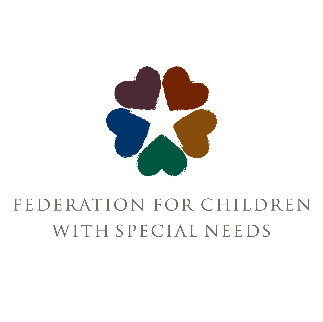 FEDERATION FOR CHILDREN
WITH SPECIAL NEEDS